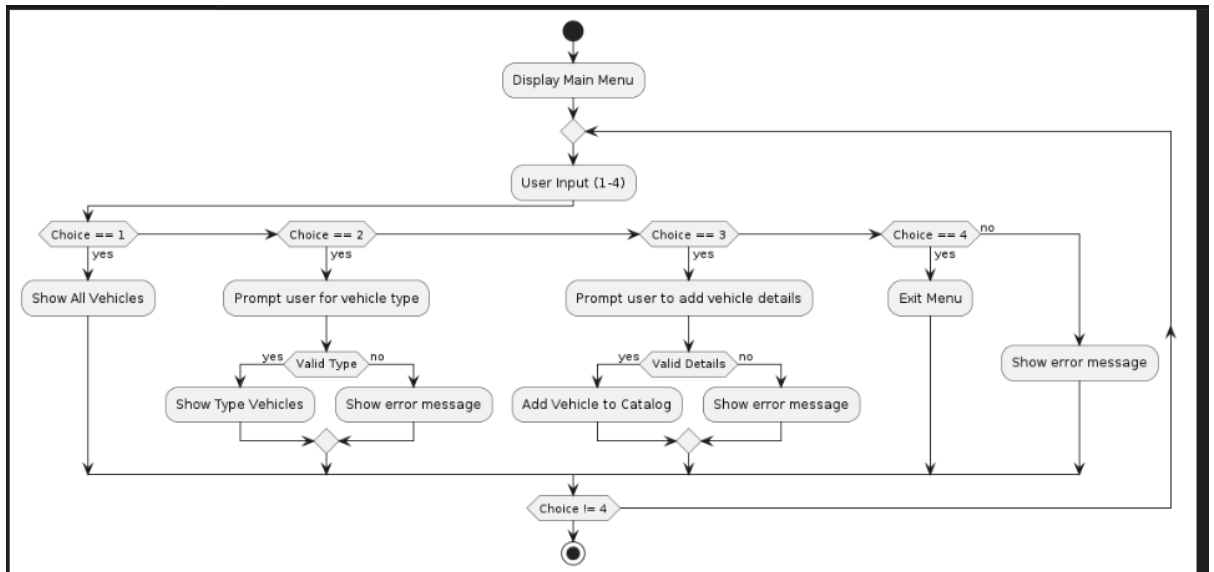 Display Main Menu
User Input (1-4)
Choice == 1
Choice == 2
Choice == 3
Choice == 4
no
yes
yes
yes
yes
Show All Vehicles
Prompt user for vehicle type
Prompt user to add vehicle details
Exit Menu
yes
Valid Type
no
yes
Valid Details
no
Show error message
Show Type Vehicles
Show error message
Add Vehicle to Catalog
Show error message
Choice != 4